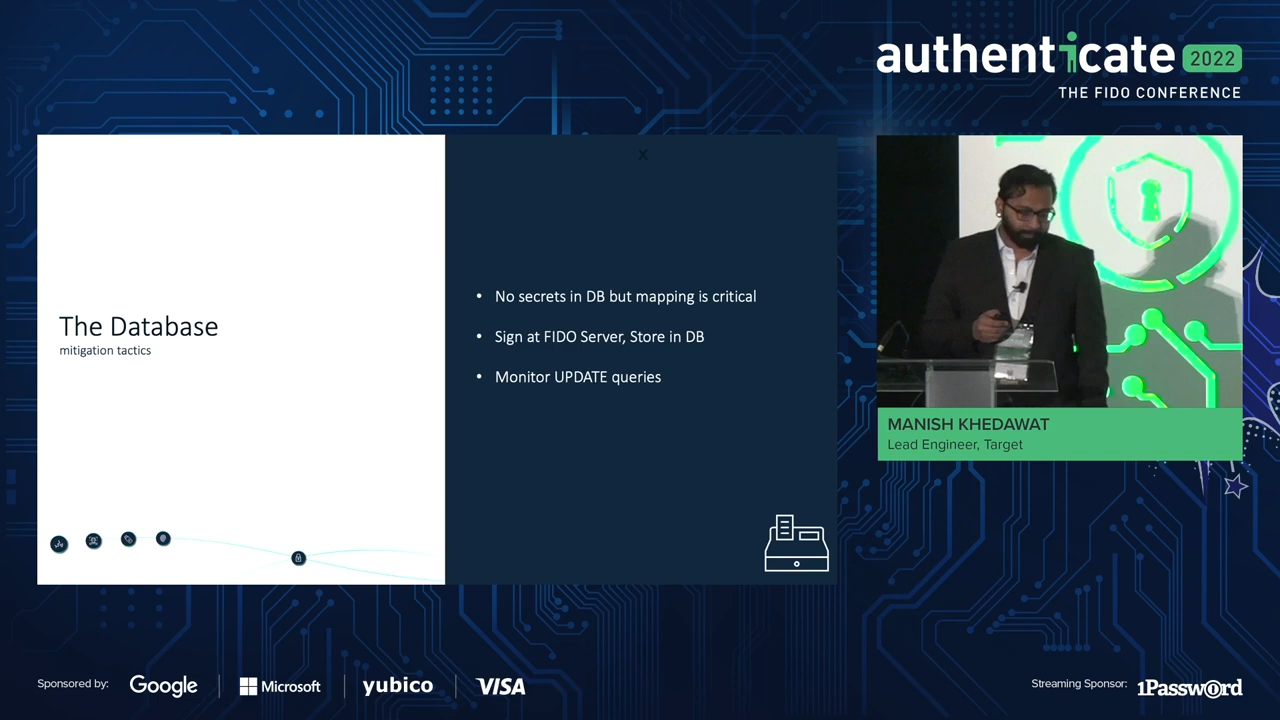 authenticate 2022
THE FIDO CONFERENCE
X
The Database
mitigation tactics
• No secrets in DB but mapping is critical
• Sign at FIDO Server, Store in DB
• Monitor UPDATE queries
MANISH KHEDAWAT
Lead Engineer, Target
Sponsored by: Google Microsoft yubico VISA
Streaming Sponsor: 1Password